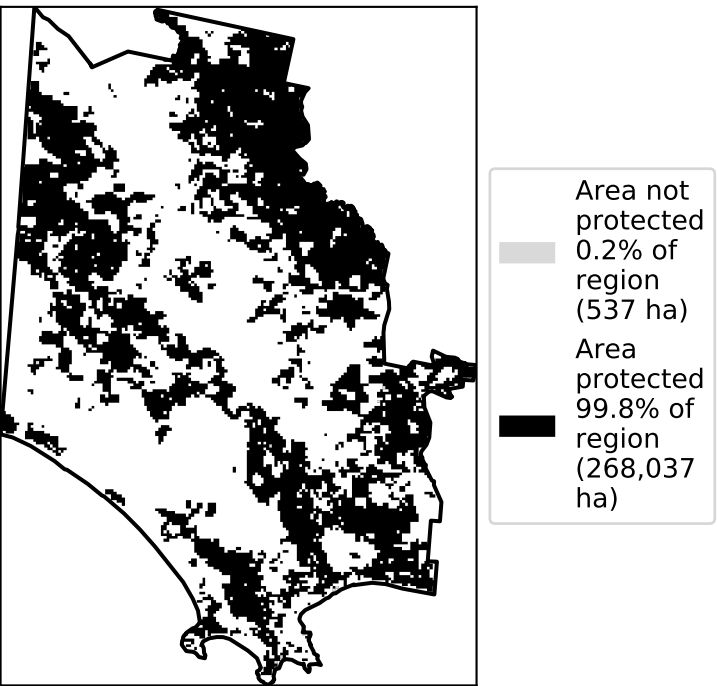 Area not
protected
0.2% of
region
(537 ha)
Area
protected
99.8% of
region
(268,037
ha)